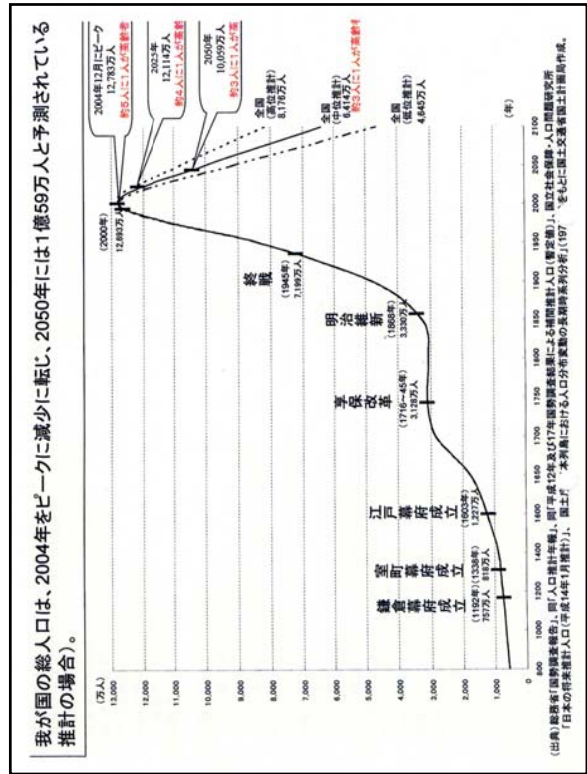 我が国の総人口は、2004年をピークに減少に転じ、2050年には1億59万人と予測されている
推計の場合)。
(万人)
13,000
12,000
11,000
10,000
9,000
8,000
7,000
6,000
5,000
4,000
3,000
2,000
1,000
0
鎌倉幕府成立
(1192年)
757万人
室町幕府成立
(1338年)
818万人
江戸幕府成立
(1603年)
1,227万人
享保改革
(1716~45年)
3,128万人
明治維新
(1868年)
3,330万人
終戦
(1945年)
7,199万人
(2000年)
12,693万人
2004年12月にピーク
12,783万人
約5人に1人が高齢者
2025年
12,114万人
約4人に1人が高齢
2050年
10,059万人
約3人に1人が高齢
全国
(高位推計)
8,176万人
全国
(中位推計)
6,414万人
約3人に1人が高齢
全国
(低位推計)
4,645万人
800
1000
1200
1400
1600
1650
1700
1750
1800
1850
1900
1950
2000
2050
2100
(年)
(出典)総務省「国勢調査報告」、同「人口推計年報」、同「平成12年及び17年国勢調査結果による補間推計人口(暫定値)」、国立社会保障・人口問題研究所
「日本の将来推計人口(平成14年1月推計)」、国土庁「本列島における人口分布変動の長期時系列分析」(197 をもとに国土交通省国土計画局作成。